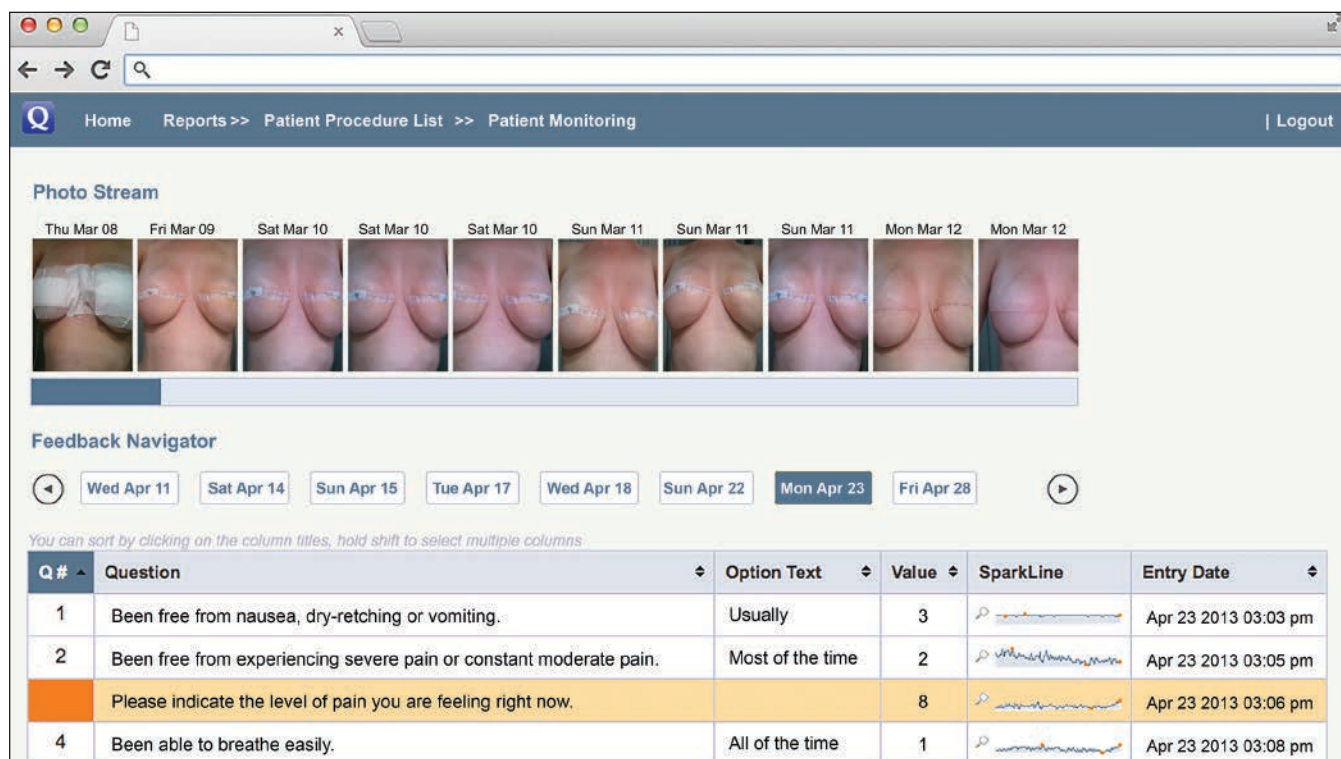 Q Home Reports >> Patient Procedure List >> Patient Monitoring | Logout
Photo Stream
Thu Mar 08 Fri Mar 09 Sat Mar 10 Sat Mar 10 Sat Mar 10 Sun Mar 11 Sun Mar 11 Sun Mar 11 Mon Mar 12 Mon Mar 12
Feedback Navigator
Wed Apr 11 Sat Apr 14 Sun Apr 15 Tue Apr 17 Wed Apr 18 Sun Apr 22 Mon Apr 23 Fri Apr 28
You can sort by clicking on the column titles, hold shift to select multiple columns
Q # Question Option Text Value SparkLine Entry Date
1 Been free from nausea, dry-retching or vomiting. Usually 3 Apr 23 2013 03:03 pm
2 Been free from experiencing severe pain or constant moderate pain. Most of the time 2 Apr 23 2013 03:05 pm
Please indicate the level of pain you are feeling right now. 8 Apr 23 2013 03:06 pm
4 Been able to breathe easily. All of the time 1 Apr 23 2013 03:08 pm